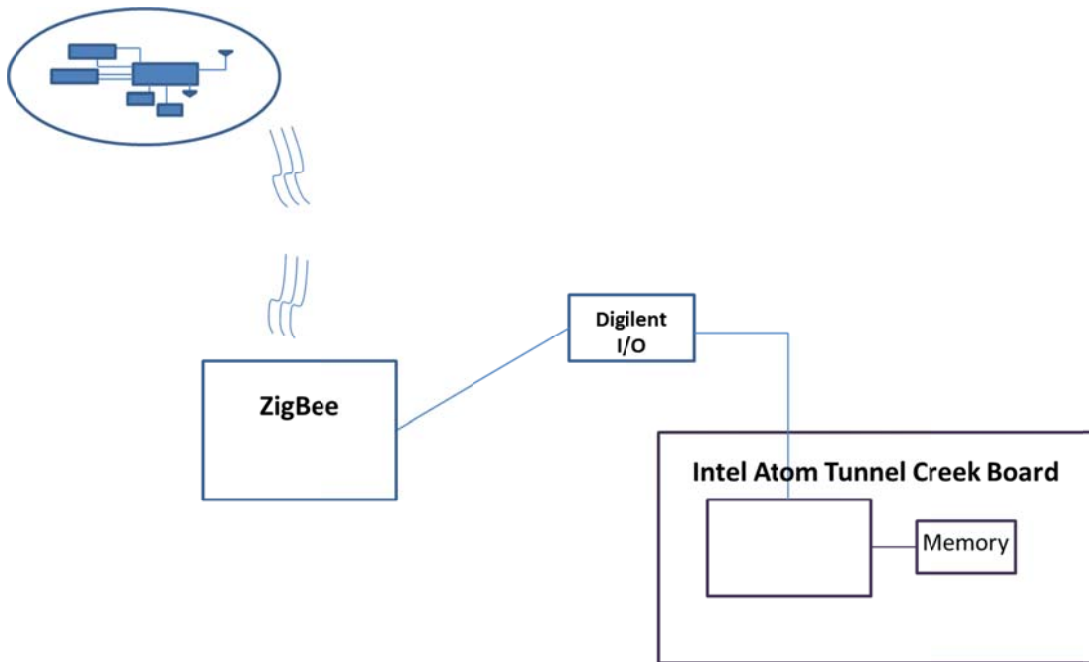 Digilent
I/O
ZigBee
Intel Atom Tunnel Creek Board
Memory